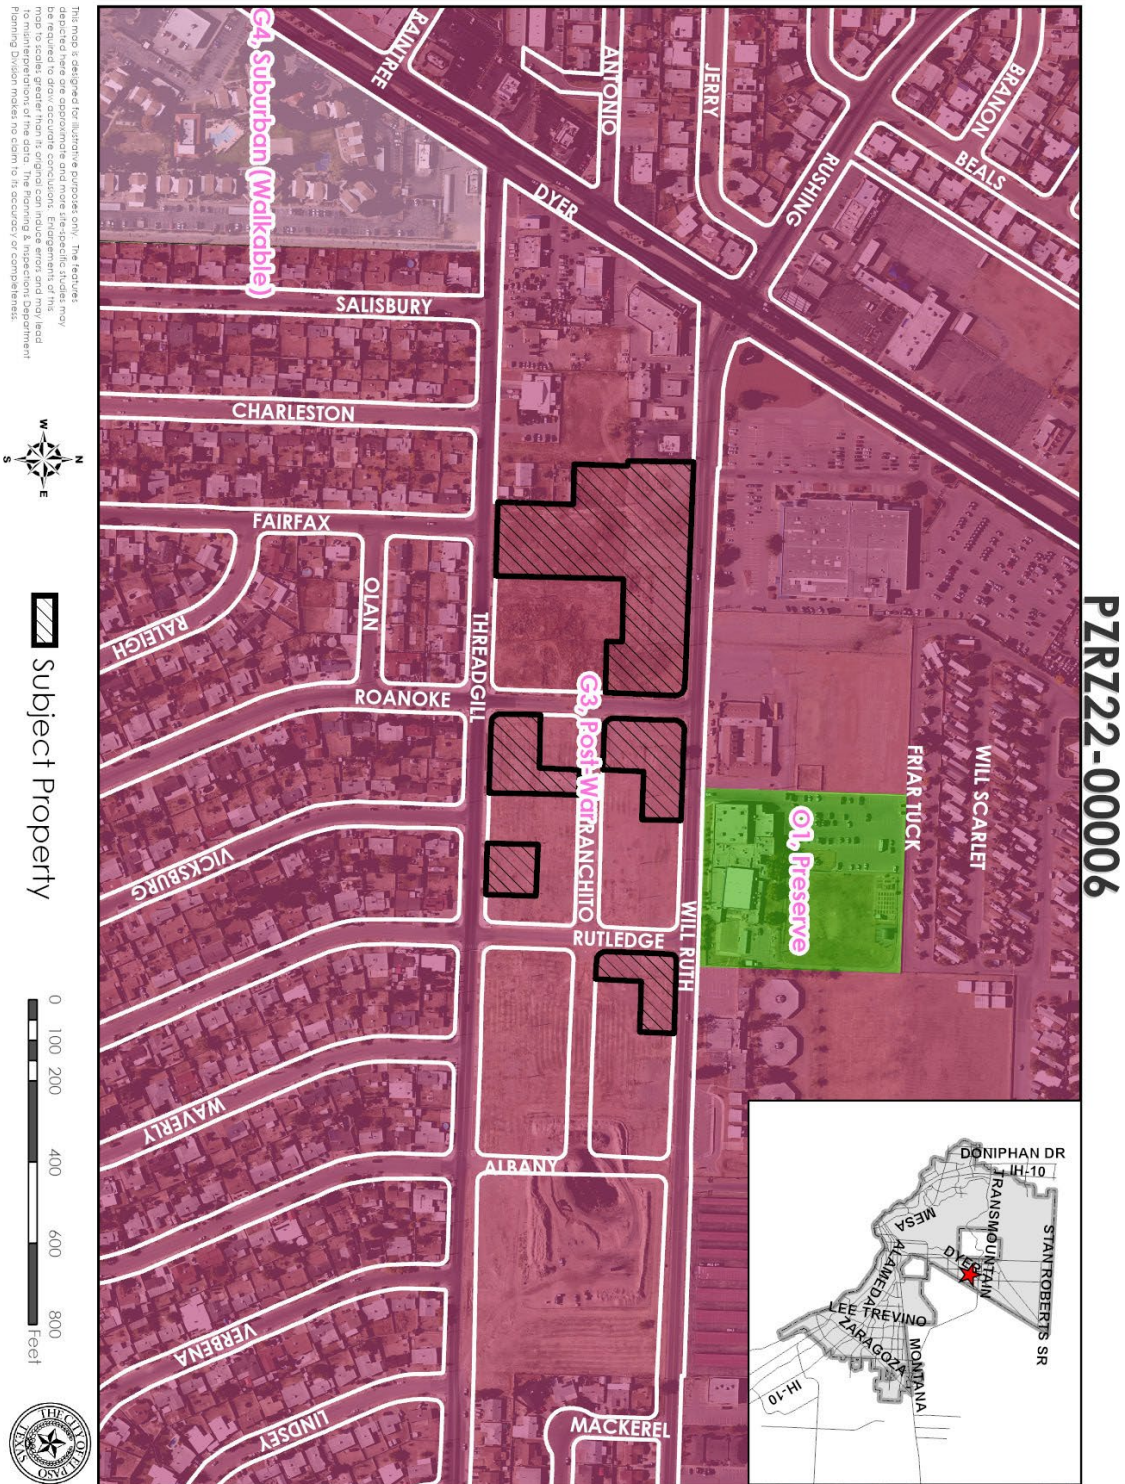 PZRZ22-00006
RAINTREE
ANTONIO
JERRY
BRANON
BEALS
RUSHING
DYER
G4, Suburban (Walkable)
SALISBURY
CHARLESTON
FAIRFAX
OLAN
RALEIGH
THREADGILL
ROANOKE
G3, Post-War
RANCHITO
WILL RUTH
RUTLEDGE
O1, Preserve
FRIAR TUCK
WILL SCARLET
VICKSBURG
WAVERLY
ALBANY
VERBENA
LINDSEY
MACKEREL
DONIPHAN DR
IH-10
TRANSMOUNTAIN
STAN ROBERTS SR
MESA
DYER
ALAMEDA
LEE TREVINO
ZARAGOZA
MONTANA
IH-10
This map is designed for illustrative purposes only. The features
depicted here are approximate and more site-specific studies may
be required to draw accurate conclusions. Enlargements of this
map to scales greater than its original can induce errors and may lead
to misinterpretations of the data. The Planning & Inspections Department
Planning Division makes no claim to its accuracy or completeness.
N
W
E
S
Subject Property
0 100 200 400 600 800
Feet
THE CITY OF EL PASO
TEXAS